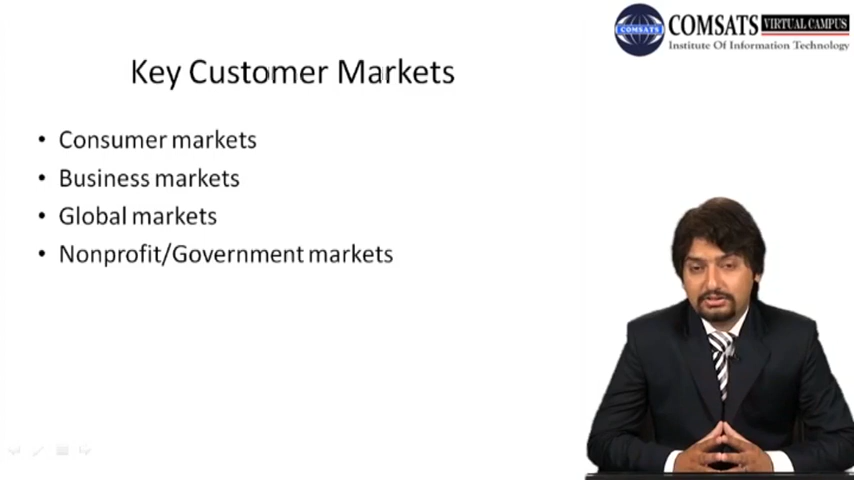 COMSATS VIRTUAL CAMPUS
Institute Of Information Technology
COMSATS
Key Customer Markets
• Consumer markets
• Business markets
• Global markets
• Nonprofit/Government markets